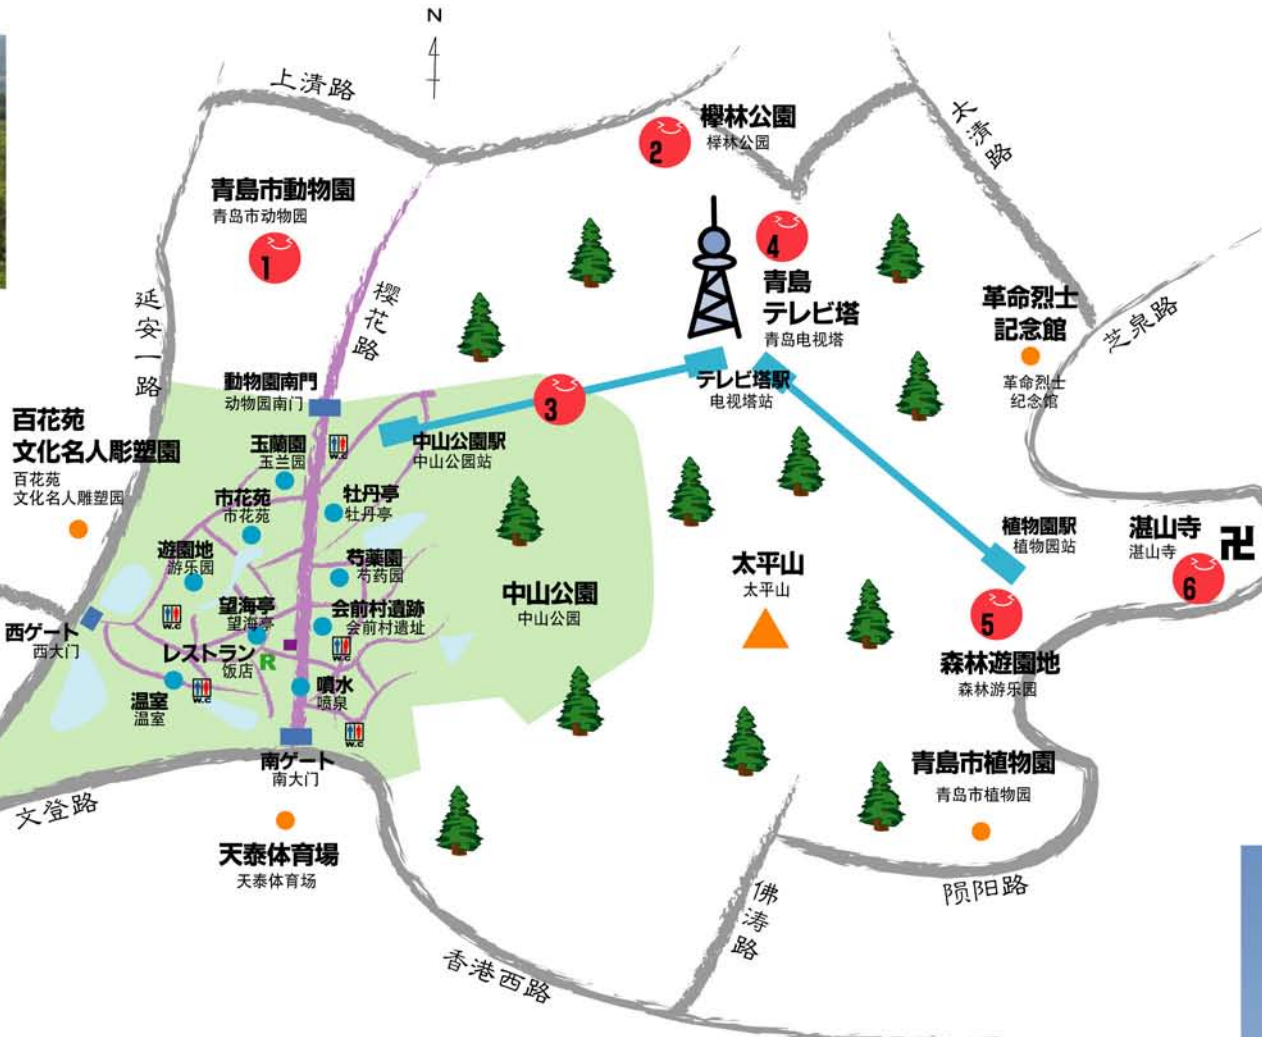 N
上清路
太清路
欅林公園
榉林公园
2
青島市動物園
青岛市动物园
1
4
青島
テレビ塔
青岛电视塔
延安一路
櫻花路
革命烈士
記念館
革命烈士
纪念馆
芝泉路
動物園南門
动物园南门
3
テレビ塔駅
电视塔站
百花苑
文化名人彫塑園
百花苑
文化名人雕塑园
玉蘭園
玉兰园
W.C
中山公園駅
中山公园站
市花苑
市花苑
牡丹亭
牡丹亭
遊園地
游乐园
芍薬園
芍药园
植物園駅
植物园站
湛山寺
湛山寺
卍
6
太平山
太平山
中山公園
中山公园
望海亭
望海亭
会前村遺跡
会前村遗址
W.C
W.C
5
西ゲート
西大门
レストラン
饭店
R
森林遊園地
森林游乐园
温室
温室
W.C
噴水
喷泉
W.C
南ゲート
南大门
青島市植物園
青岛市植物园
文登路
天泰体育場
天泰体育场
佛涛路
陨阳路
香港西路